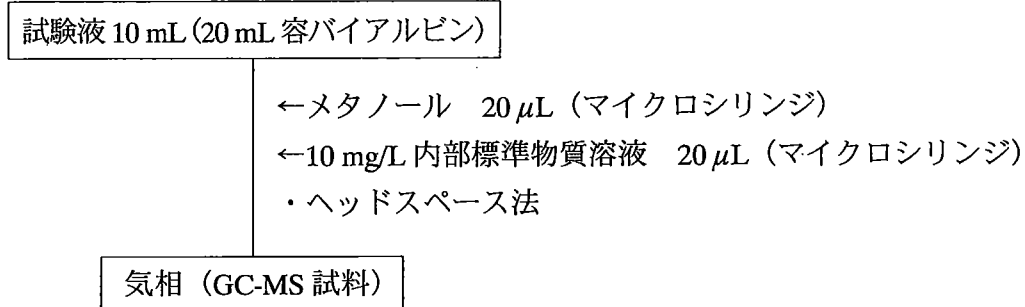 試験液 10 mL（20 mL 容バイアルビン）
←メタノール　20 μL（マイクロシリンジ）
←10 mg/L 内部標準物質溶液　20 μL（マイクロシリンジ）
・ヘッドスペース法
気相（GC-MS 試料）